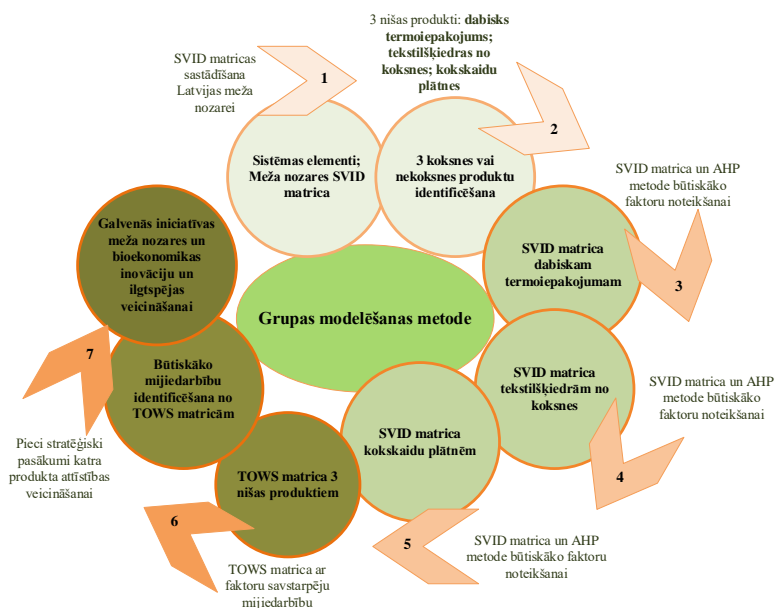 SVID matricas
sastādīšana
Latvijas meža
nozarei
1
3 nišas produkti: dabisks
termoiepakojums;
tekstilšķiedras no
koksnes; kokskaidu
plātnes
2
Sistēmas elementi;
Meža nozares SVID
matrica
3 koksnes vai
nekoksnes produktu
identificēšana
SVID matrica un AHP
metode būtiskāko
faktoru noteikšanai
3
SVID matrica
dabiskam
termoiepakojumam
Galvenās iniciatīvas
meža nozares un
bioekonomikas
inovāciju un
ilgtspējas
veicināšanai
Grupas modelēšanas metode
SVID matrica
tekstilšķiedrām no
koksnes
SVID matrica un AHP
metode būtiskāko
faktoru noteikšanai
4
SVID matrica
kokskaidu plātnēm
5
SVID matrica un AHP
metode būtiskāko faktoru
noteikšanai
TOWS matrica 3
nišas produktiem
6
TOWS matrica ar
faktoru savstarpēju
mijiedarbību
Būtiskāko
mijiedarbību
identificēšana no
TOWS matricām
7
Pieci stratēģiski
pasākumi katra
produkta attīstības
veicināšanai